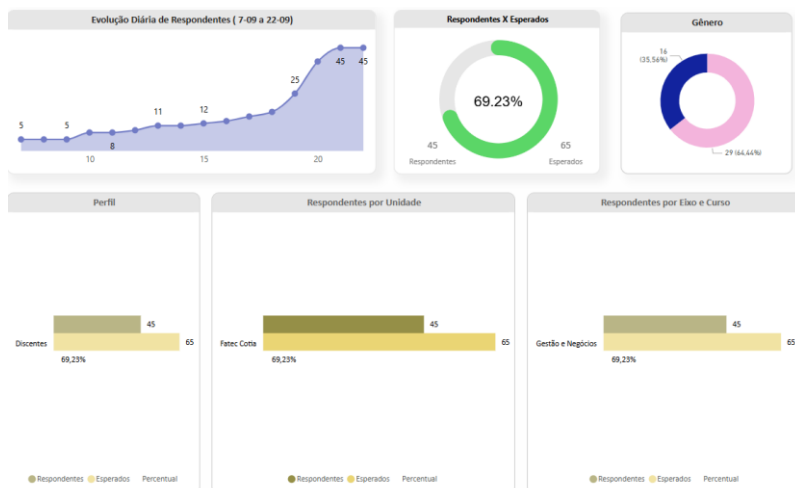 Evolução Diária de Respondentes ( 7-09 a 22-09)
5
5
8
11
12
25
45
45
10
15
20
Respondentes X Esperados
69.23%
45
65
Respondentes
Esperados
Gênero
16
(35,56%)
29 (64,44%)
Perfil
Discentes
45
65
69,23%
Respondentes Esperados Percentual
Respondentes por Unidade
Fatec Cotia
45
65
69,23%
Respondentes Esperados Percentual
Respondentes por Eixo e Curso
Gestão e Negócios
45
65
69,23%
Respondentes Esperados Percentual